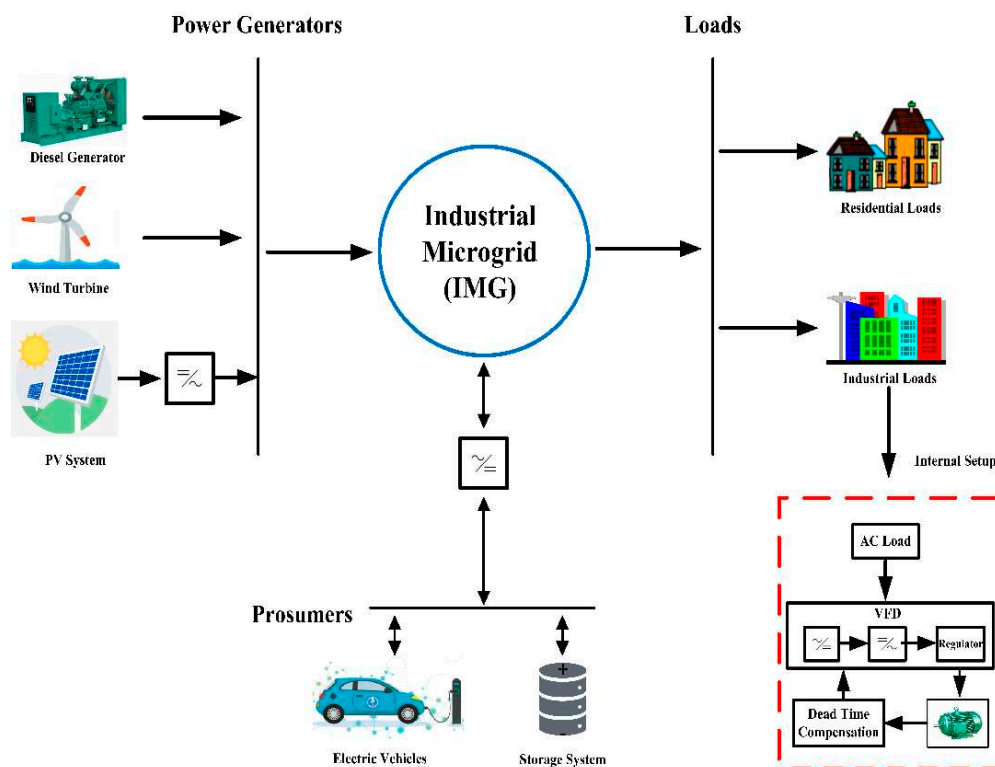 Power Generators
Loads
Diesel Generator
Wind Turbine
PV System
Industrial
Microgrid
(IMG)
Residential Loads
Industrial Loads
Internal Setup
Prosumers
Electric Vehicles
Storage System
AC Load
VFD
Regulator
Dead Time
Compensation